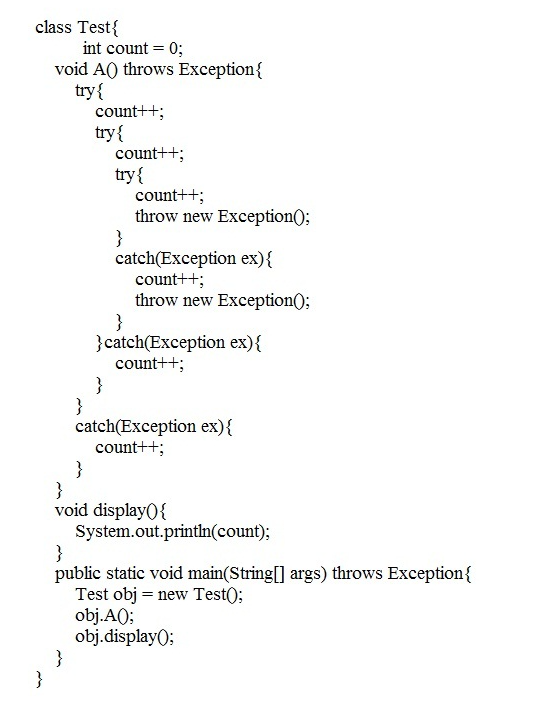 class Test{
int count = 0;
void A() throws Exception{
try{
count++;
try{
count++;
try{
count++;
throw new Exception();
}
catch(Exception ex){
count++;
throw new Exception();
}
}catch(Exception ex){
count++;
}
}
catch(Exception ex){
count++;
}
}
void display(){
System.out.println(count);
}
public static void main(String[] args) throws Exception{
Test obj = new Test();
obj.A();
obj.display();
}
}